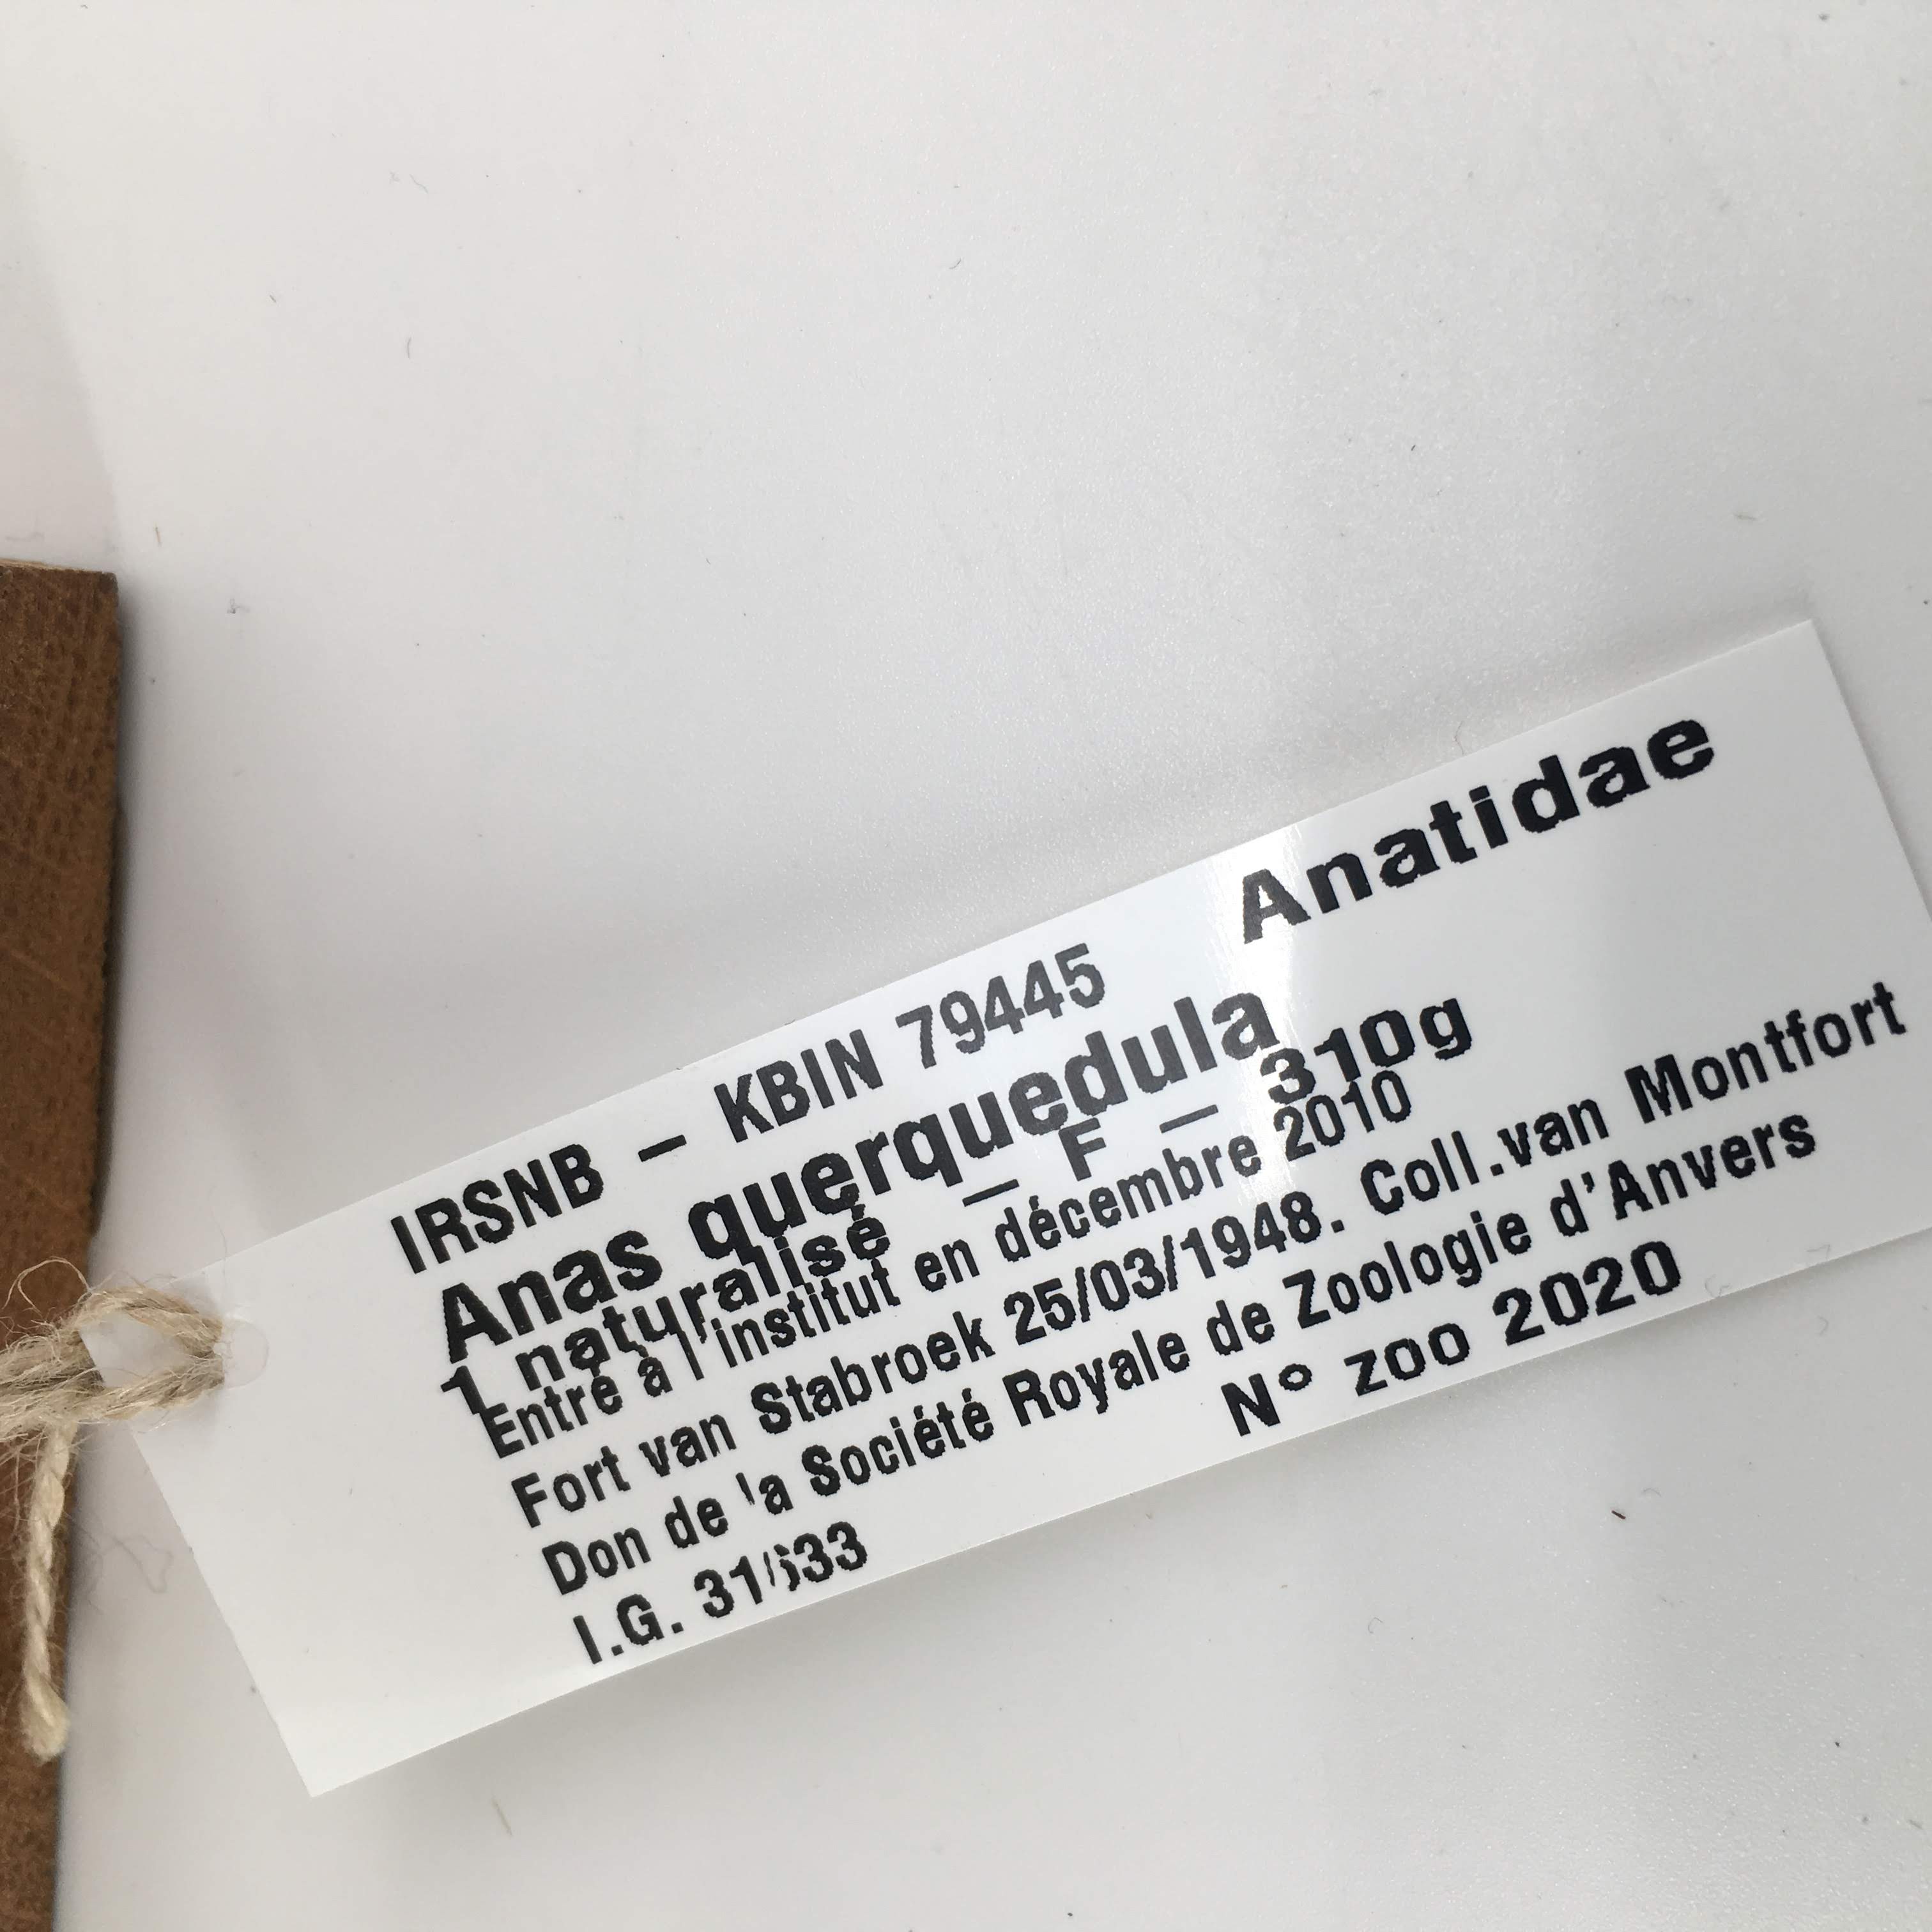 IRSNB – KBIN 79445 Anatidae
Anas querquedula
1 naturalisé – F – 310g
Entré à l'institut en décembre 2010
Fort van Stabroek 25/03/1948. Coll.van Montfort
Don de la Société Royale de Zoologie d'Anvers
I.G. N° zoo 2020